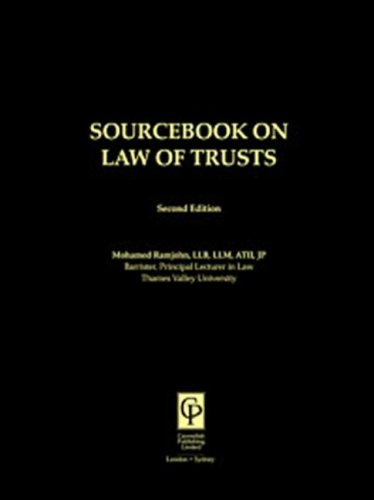 SOURCEBOOK ON
LAW OF TRUSTS
Second Edition
Mohamed Ramjohn, LLB, LLM, ATII, JP
Barrister, Principal Lecturer in Law
Thames Valley University
CP
Cavendish
Publishing
Limited
London • Sydney